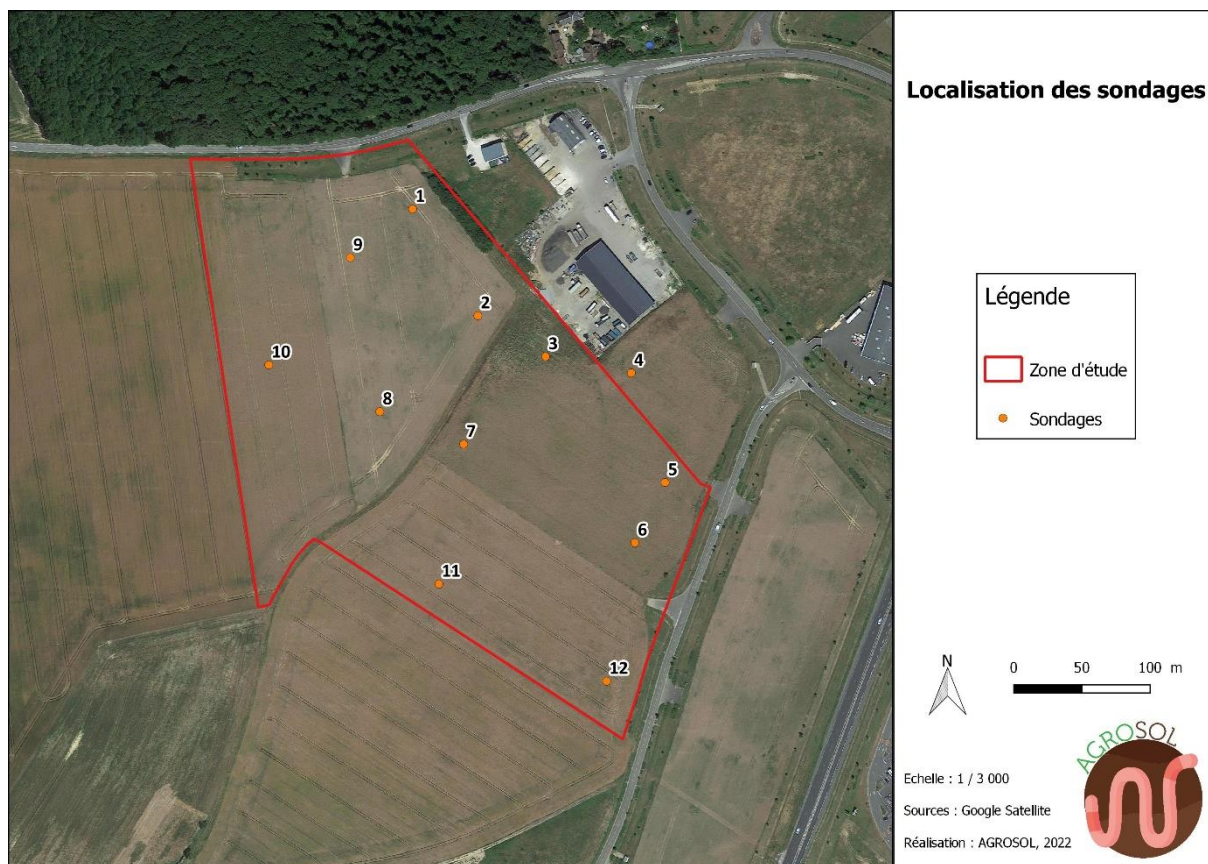 Localisation des sondages
1
9
2
3
10
4
8
7
5
6
11
12
Légende
Zone d'étude
Sondages
N
0 50 100 m
AGROSOL
Echelle : 1 / 3 000
Sources : Google Satellite
Réalisation : AGROSOL, 2022